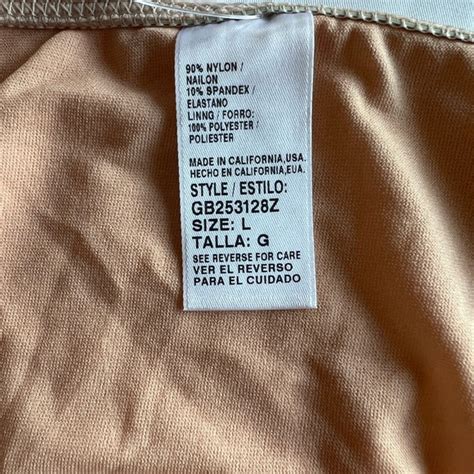 90% NYLON /
NAILON
10% SPANDEX /
ELASTANO
LINNG / FORRO:
100% POLYESTER /
POLIESTER
MADE IN CALIFORNIA,USA.
HECHO EN CALIFORNIA,EUA.
STYLE / ESTILO:
GB253128Z
SIZE: L
TALLA: G
SEE REVERSE FOR CARE
VER EL REVERSO
PARA EL CUIDADO